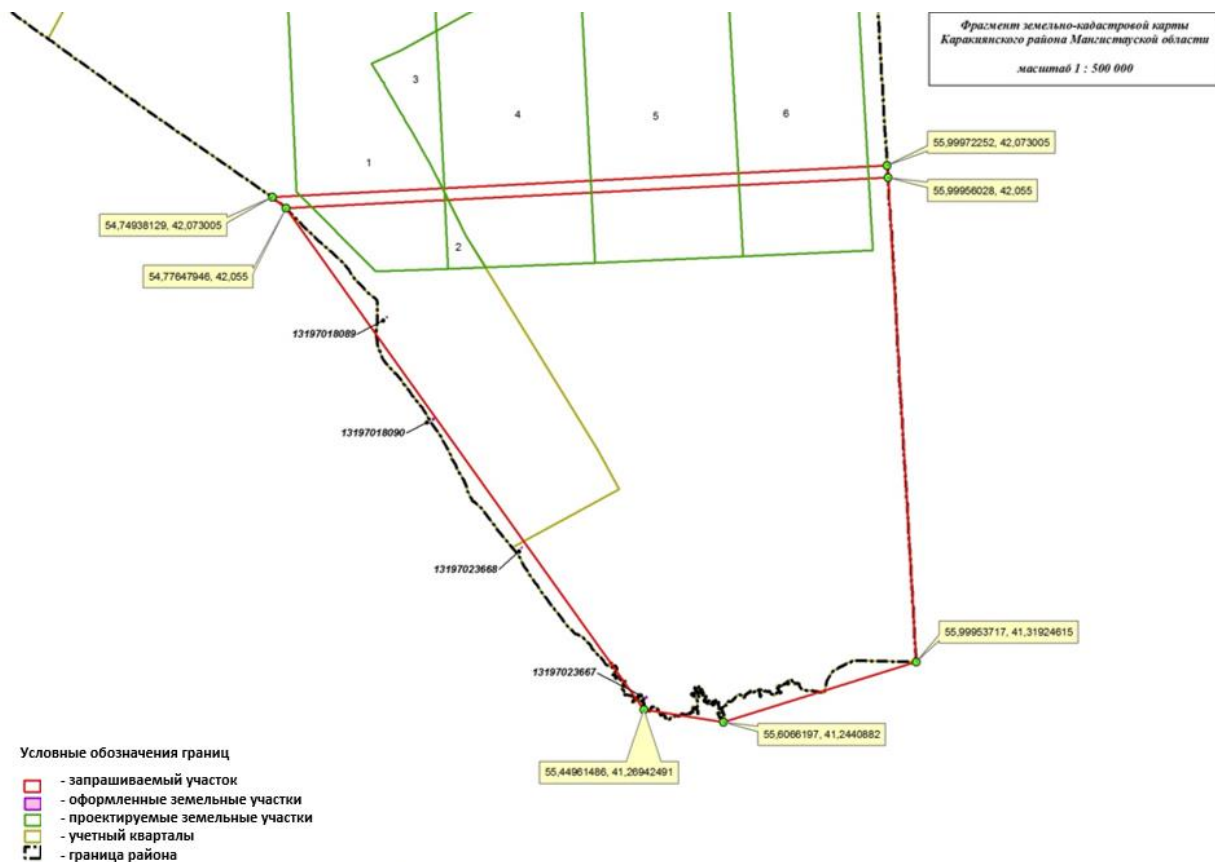 Фрагмент земельно-кадастровой карты
Каракиянского района Мангистауской области
масштаб 1 : 500 000
3
4
5
6
1
55,99972252, 42,073005
55,99956028, 42,055
54,74938129, 42,073005
2
54,77647946, 42,055
13197018089
13197018090
13197023668
55,99953717, 41,31924615
13197023667
55,6066197, 41,2440882
55,44961486, 41,26942491
Условные обозначения границ
- запрашиваемый участок
- оформленные земельные участки
- проектируемые земельные участки
- учетный кварталы
- граница района